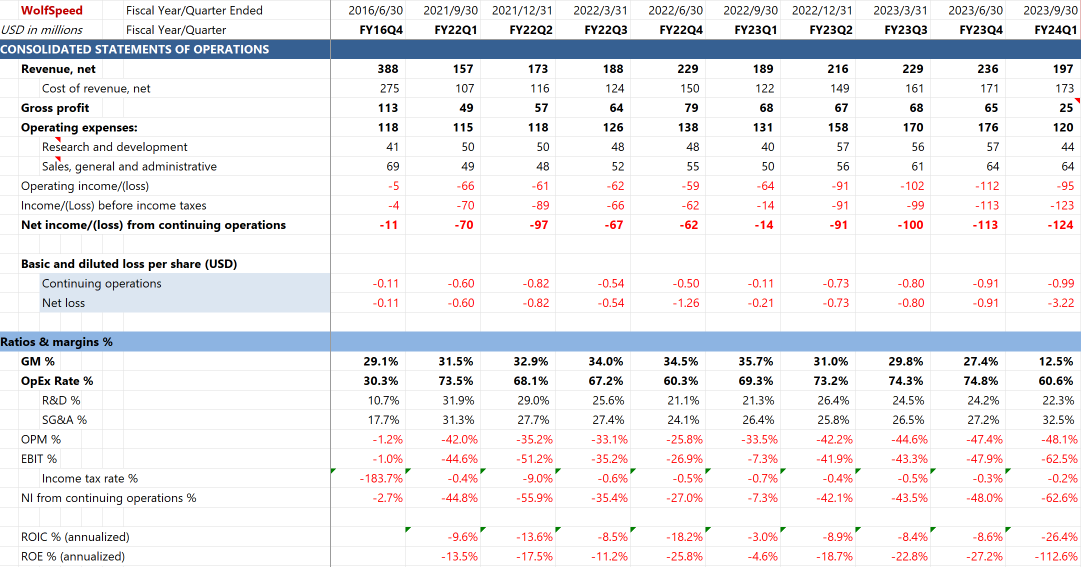 WolfSpeed Fiscal Year/Quarter Ended 2016/6/30 2021/9/30 2021/12/31 2022/3/31 2022/6/30 2022/9/30 2022/12/31 2023/3/31 2023/6/30 2023/9/30
USD in millions Fiscal Year/Quarter FY16Q4 FY22Q1 FY22Q2 FY22Q3 FY22Q4 FY23Q1 FY23Q2 FY23Q3 FY23Q4 FY24Q1
CONSOLIDATED STATEMENTS OF OPERATIONS
Revenue, net 388 157 173 188 229 189 216 229 236 197
Cost of revenue, net 275 107 116 124 150 122 149 161 171 173
Gross profit 113 49 57 64 79 68 67 68 65 25
Operating expenses: 118 115 118 126 138 131 158 170 176 120
Research and development 41 50 50 48 48 40 57 56 57 44
Sales, general and administrative 69 49 48 52 55 50 56 61 64 64
Operating income/(loss) -5 -66 -61 -62 -59 -64 -91 -102 -112 -95
Income/(Loss) before income taxes -4 -70 -89 -66 -62 -14 -91 -99 -113 -123
Net income/(loss) from continuing operations -11 -70 -97 -67 -62 -14 -91 -100 -113 -124
Basic and diluted loss per share (USD)
Continuing operations -0.11 -0.60 -0.82 -0.54 -0.50 -0.11 -0.73 -0.80 -0.91 -0.99
Net loss -0.11 -0.60 -0.82 -0.54 -1.26 -0.21 -0.73 -0.80 -0.91 -3.22
Ratios & margins %
GM % 29.1% 31.5% 32.9% 34.0% 34.5% 35.7% 31.0% 29.8% 27.4% 12.5%
OpEx Rate % 30.3% 73.5% 68.1% 67.2% 60.3% 69.3% 73.2% 74.3% 74.8% 60.6%
R&D % 10.7% 31.9% 29.0% 25.6% 21.1% 21.3% 26.4% 24.5% 24.2% 22.3%
SG&A % 17.7% 31.3% 27.7% 27.4% 24.1% 26.4% 25.8% 26.5% 27.2% 32.5%
OPM % -1.2% -42.0% -35.2% -33.1% -25.8% -33.5% -42.2% -44.6% -47.4% -48.1%
EBIT % -1.0% -44.6% -51.2% -35.2% -26.9% -7.3% -41.9% -43.3% -47.9% -62.5%
Income tax rate % -183.7% -0.4% -9.0% -0.6% -0.5% -0.7% -0.4% -0.5% -0.3% -0.2%
NI from continuing operations % -2.7% -44.8% -55.9% -35.4% -27.0% -7.3% -42.1% -43.5% -48.0% -62.6%
ROIC % (annualized) -9.6% -13.6% -8.5% -18.2% -3.0% -8.9% -8.4% -8.6% -26.4%
ROE % (annualized) -13.5% -17.5% -11.2% -25.8% -4.6% -18.7% -22.8% -27.2% -112.6%